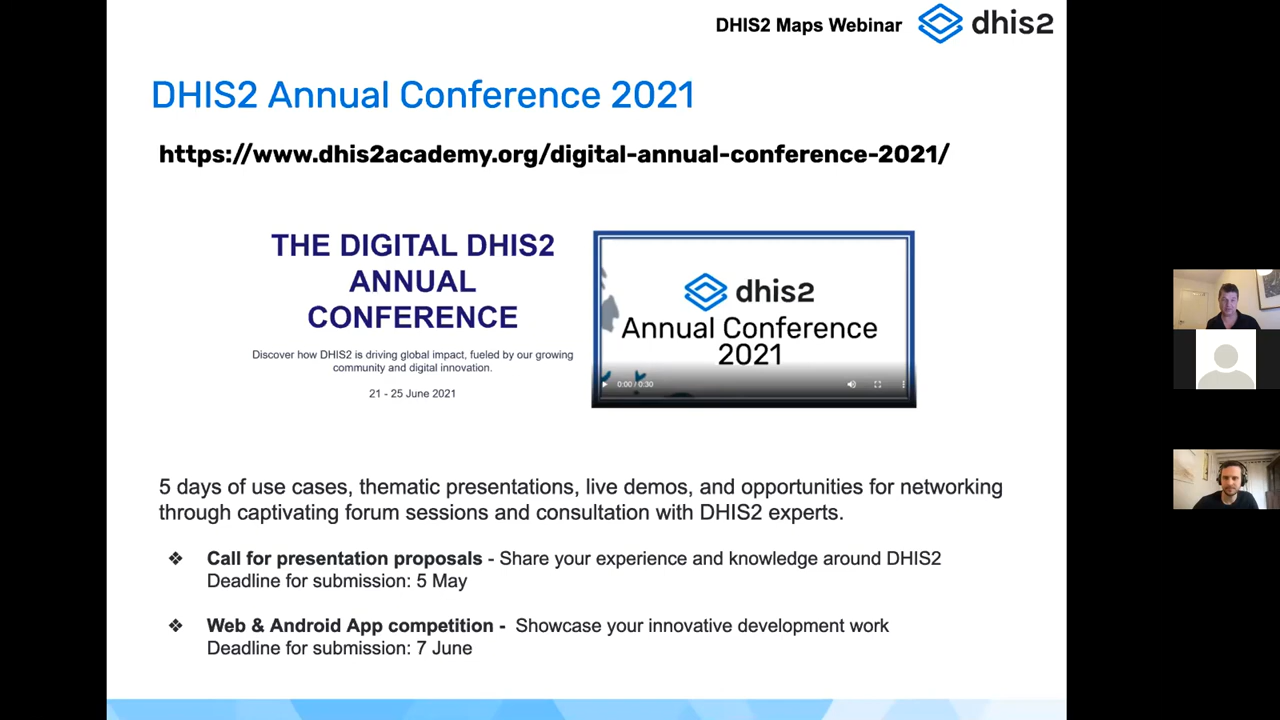 DHIS2 Maps Webinar
dhis2
DHIS2 Annual Conference 2021
https://www.dhis2academy.org/digital-annual-conference-2021/
THE DIGITAL DHIS2
ANNUAL
CONFERENCE
Discover how DHIS2 is driving global impact, fueled by our growing
community and digital innovation.
21 - 25 June 2021
dhis2
Annual Conference
2021
0:00 / 0:30
5 days of use cases, thematic presentations, live demos, and opportunities for networking
through captivating forum sessions and consultation with DHIS2 experts.
❖ Call for presentation proposals - Share your experience and knowledge around DHIS2
Deadline for submission: 5 May
❖ Web & Android App competition - Showcase your innovative development work
Deadline for submission: 7 June